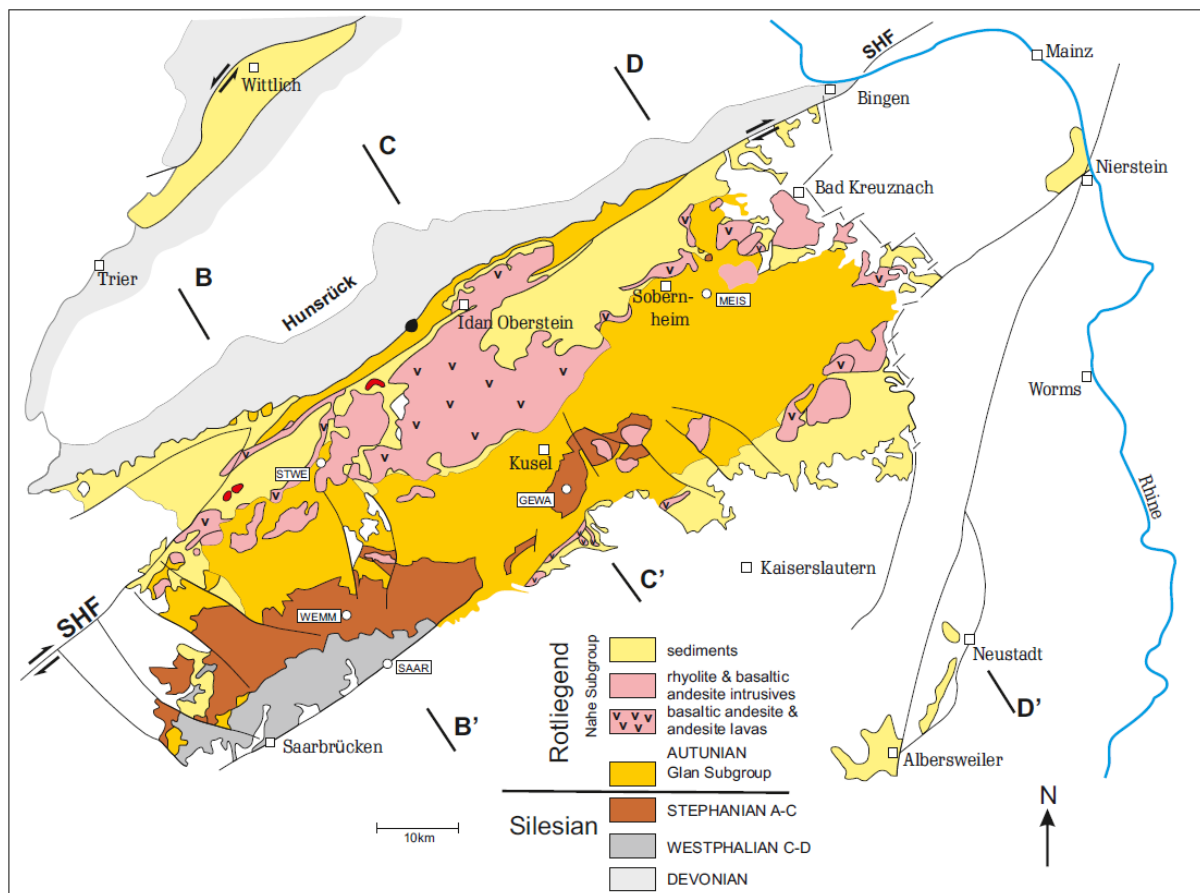 SHF
Mainz
Wittlich
D
Bingen
C
Nierstein
Bad Kreuznach
v
v
v
Trier
B
Hunsrück
v
v
v
Sobern-
heim
MEIS
Idan Oberstein
v
v
v
v
v
v
v
v
v
v
Worms
v
v
STWE
Kusel
v
v
v
GEWA
v
v
Rhine
v
v
v
C'
Kaiserslautern
SHF
WEMM
SAAR
Neustadt
B'
D'
Saarbrücken
Albersweiler
10km
N
Rotliegend
Nahe Subgroup
sediments
rhyolite & basaltic
andesite intrusives
v v v
v v
basaltic andesite &
andesite lavas
AUTUNIAN
Glan Subgroup
Silesian
STEPHANIAN A-C
WESTPHALIAN C-D
DEVONIAN